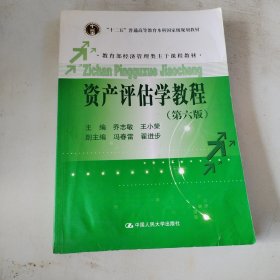 "十二五"普通高等教育本科国家级规划教材
教育部经济管理类主干课程教材
Zichan Pingguxue Jiaocheng
资产评估学教程
(第六版)
主编 乔志敏 王小荣
副主编 冯春雷 翟进步
中国人民大学出版社